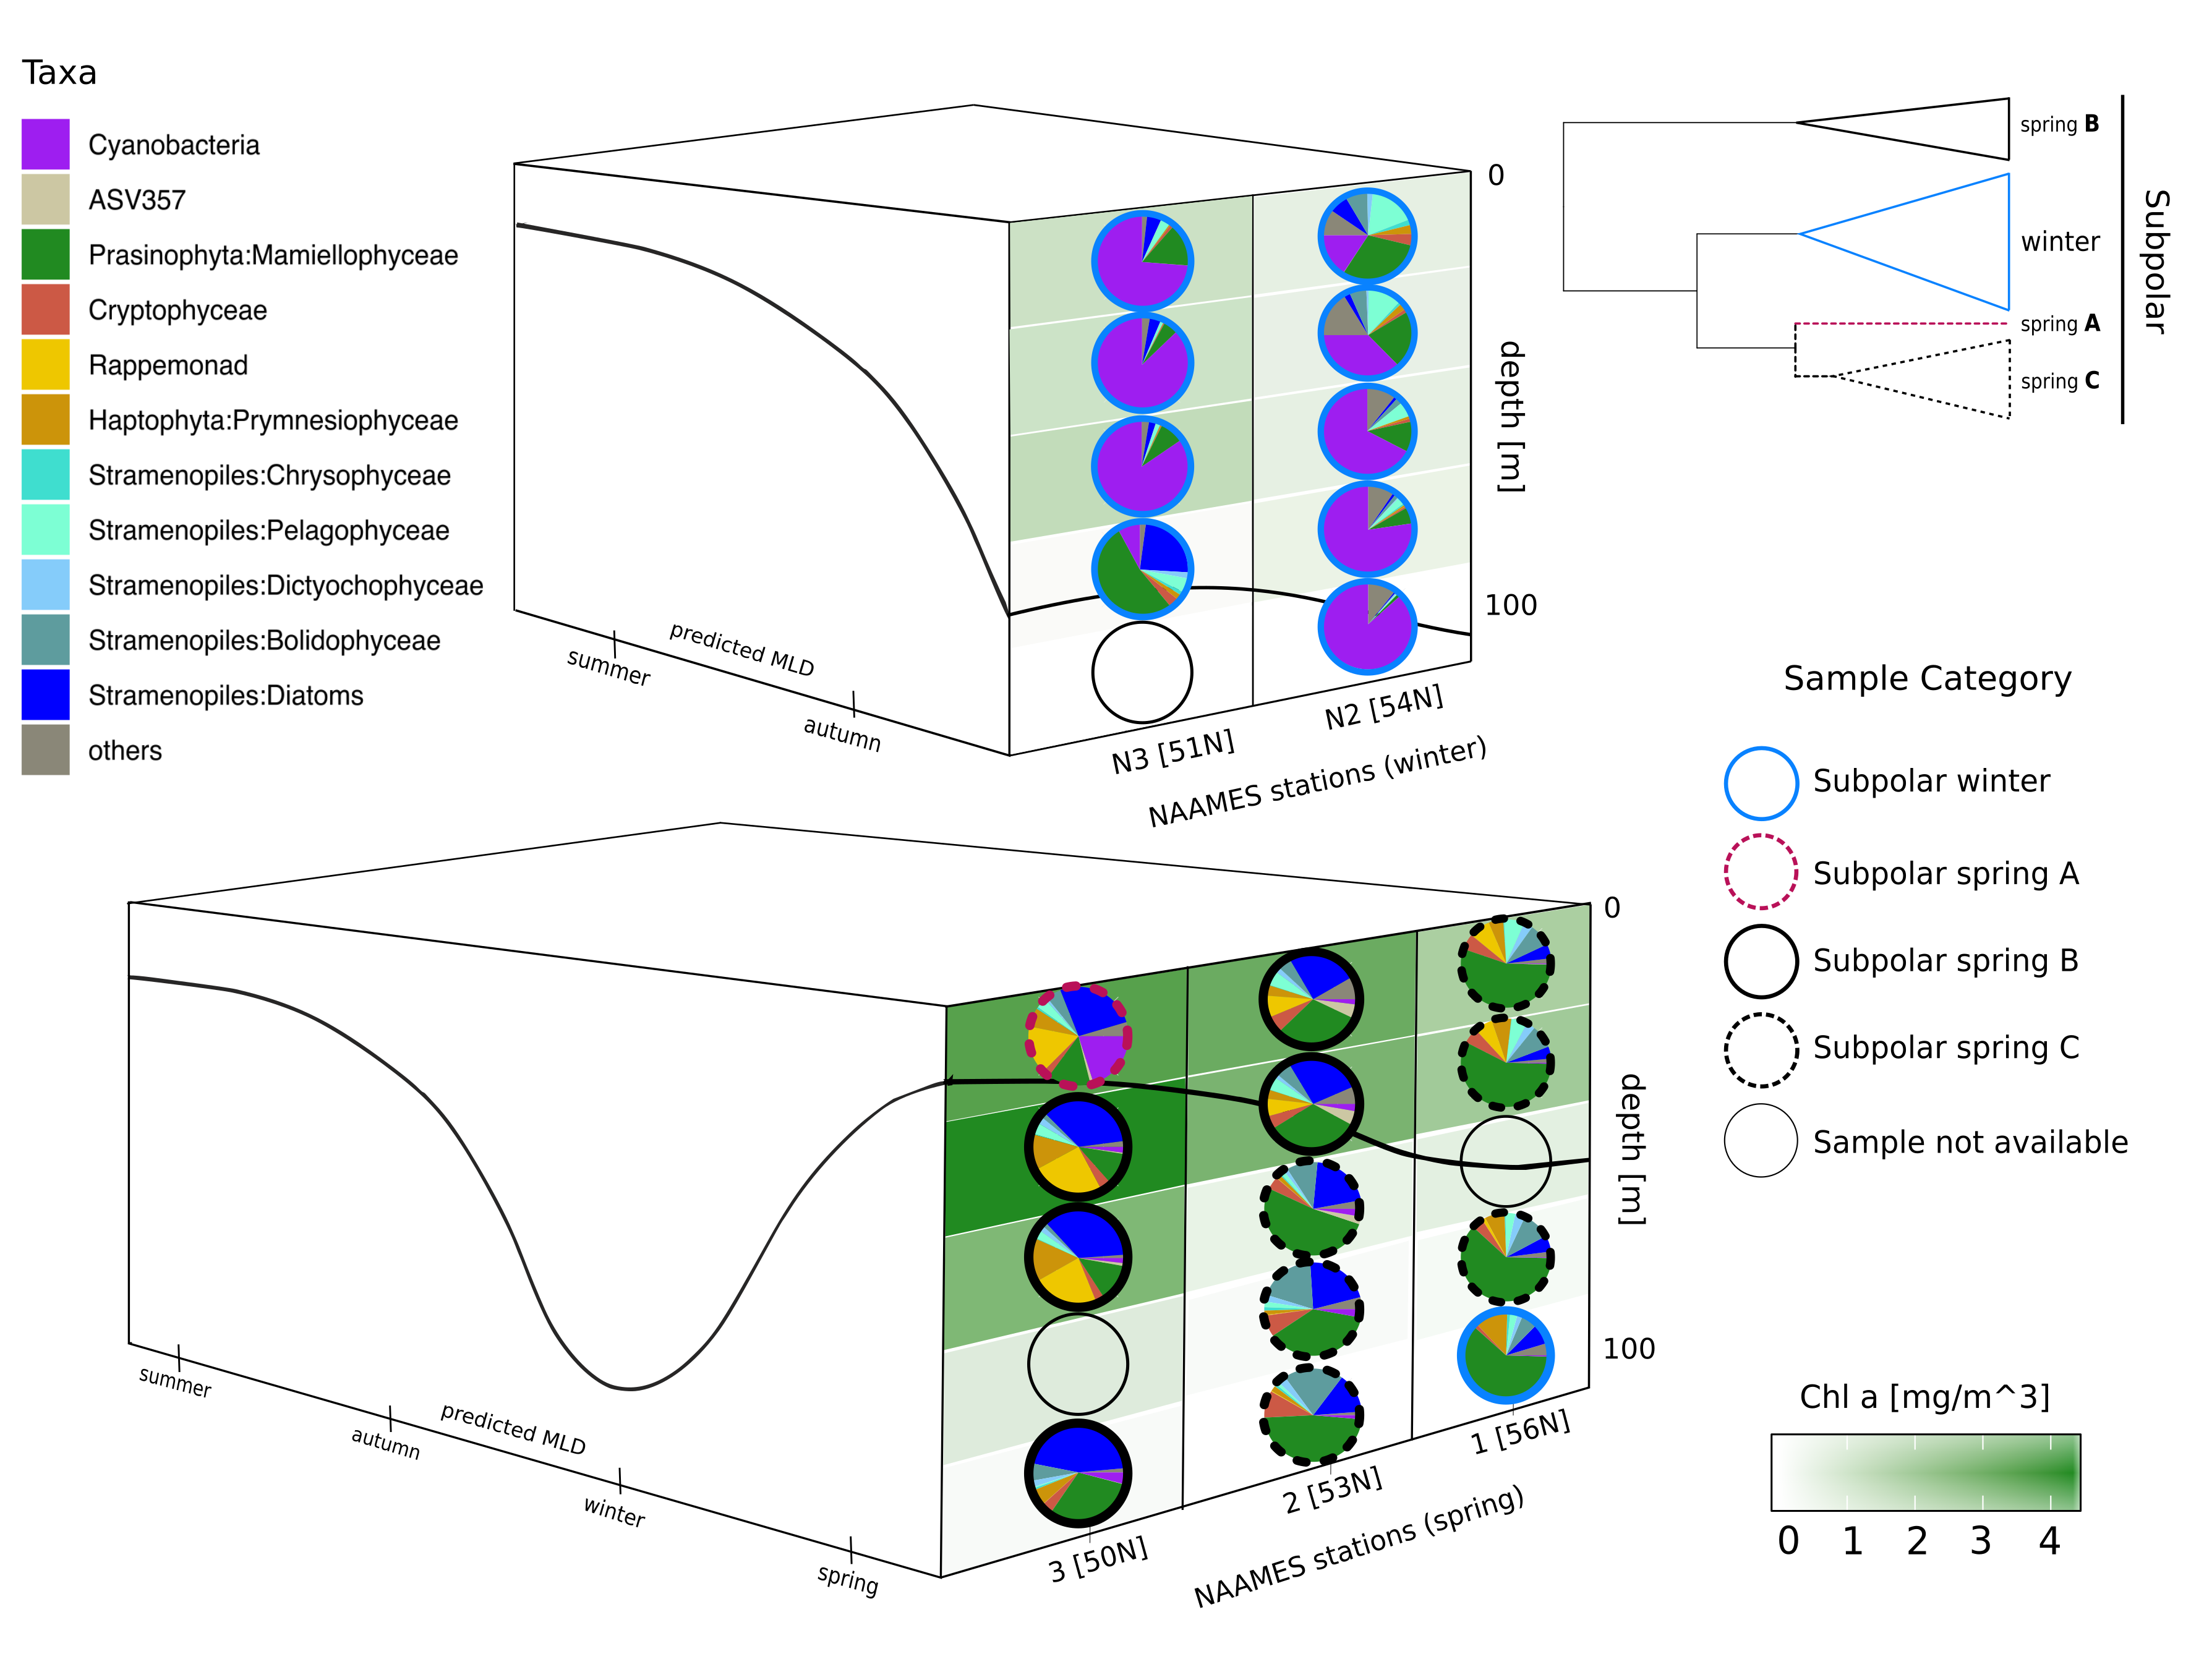 Taxa
Cyanobacteria
ASV357
Prasinophyta:Mamiellophyceae
Cryptophyceae
Rappemonad
Haptophyta:Prymnesiophyceae
Stramenopiles:Chrysophyceae
Stramenopiles:Pelagophyceae
Stramenopiles:Dictyochophyceae
Stramenopiles:Bolidophyceae
Stramenopiles:Diatoms
others
0
depth [m]
100
summer
predicted MLD
autumn
N3 [51N]
N2 [54N]
NAAMES stations (winter)
spring B
winter
spring A
spring C
Subpolar
Sample Category
Subpolar winter
Subpolar spring A
Subpolar spring B
Subpolar spring C
Sample not available
0
depth [m]
100
summer
autumn
predicted MLD
winter
spring
3 [50N]
2 [53N]
1 [56N]
NAAMES stations (spring)
Chl a [mg/m^3]
0 1 2 3 4